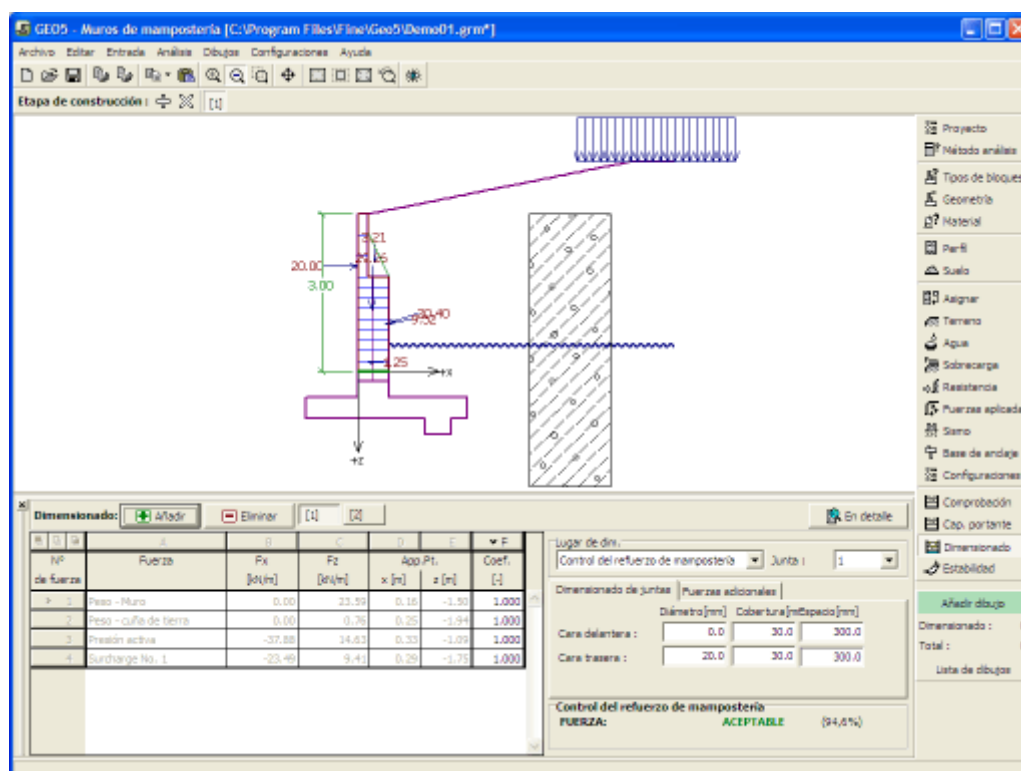 GEO5 - Muros de mampostería [C:\Program Files\Fine\Geo5\Demo01.grm*]
Archivo Editar Entrada Análisis Dibujos Configuraciones Ayuda
Etapa de construcción : [1]
Proyecto
Método análisis
Tipos de bloques
Geometría
Material
Perfil
Suelo
Asignar
Terreno
Agua
Sobrecarga
Resistencia
Fuerzas aplicada
Sismo
Base de anclaje
Configuraciones
Comprobación
Cap. portante
Dimensionado
Estabilidad
Añadir dibujo
Dimensionado :
Total :
Lista de dibujos
20.00
3.00
+x
+z
Dimensionado: Añadir Eliminar [1] [2] En detalle
A B C D E F
Nº Fuerza Fx Fz App.Pt. Coef.
de fuerza [kN/m] [kN/m] x [m] z [m] [-]
1 Peso - Muro 0.00 23.59 0.16 -1.50 1.000
2 Peso - cuña de tierra 0.00 0.76 0.25 -1.94 1.000
3 Presión activa -37.88 14.63 0.33 -1.09 1.000
4 Surcharge No. 1 -23.49 9.41 0.29 -1.75 1.000
Lugar de dim.
Control del refuerzo de mampostería Junta : 1
Dimensionado de juntas Fuerzas adicionales
Diámetro [mm] Cobertura [m Espacio [mm]
Cara delantera : 0.0 30.0 300.0
Cara trasera : 20.0 30.0 300.0
Control del refuerzo de mampostería
FUERZA: ACEPTABLE (94,6%)